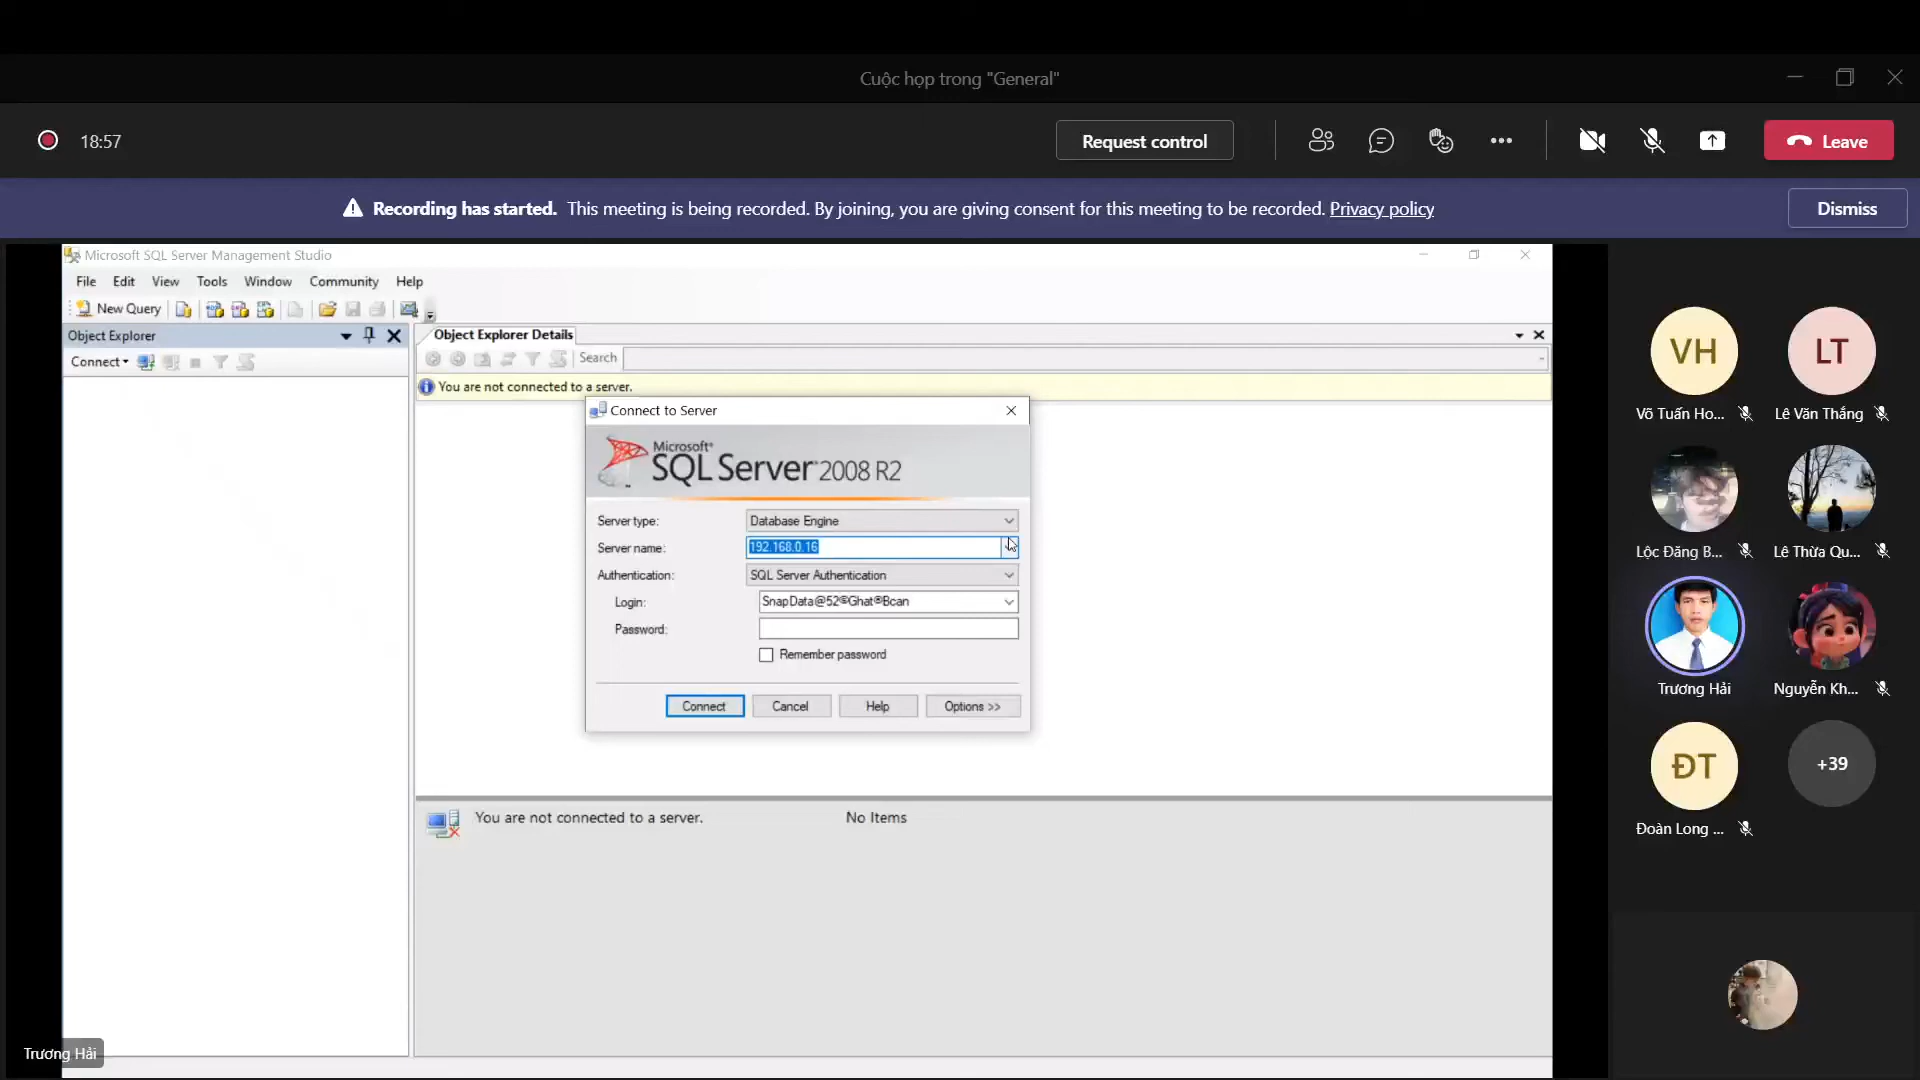 Cuộc họp trong "General"
18:57
Request control
Leave
Recording has started. This meeting is being recorded. By joining, you are giving consent for this meeting to be recorded. Privacy policy
Dismiss
Microsoft SQL Server Management Studio
File Edit View Tools Window Community Help
New Query
Object Explorer
Connect
Object Explorer Details
Search
You are not connected to a server.
Connect to Server
Microsoft®
SQL Server 2008 R2
Server type: Database Engine
Server name: 192.168.0.16
Authentication: SQL Server Authentication
Login: SnapData@52©Ghat®Bcan
Password:
Remember password
Connect Cancel Help Options >>
You are not connected to a server.
No Items
Trương Hải
VH
Võ Tuấn Ho...
LT
Lê Văn Thắng
Lộc Đăng B...
Lê Thừa Qu...
Trương Hải
Nguyễn Kh...
ĐT
Đoàn Long ...
+39